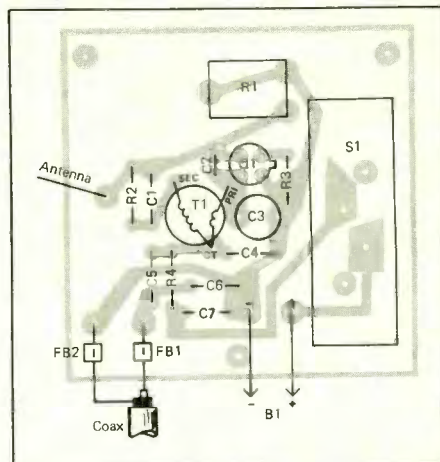 R1
S1
Antenna
R2
C1
C2
Q1
R3
SEC
PRI
T1
C3
CT
C4
C5
R4
C6
C7
FB2
FB1
-
+
B1
Coax